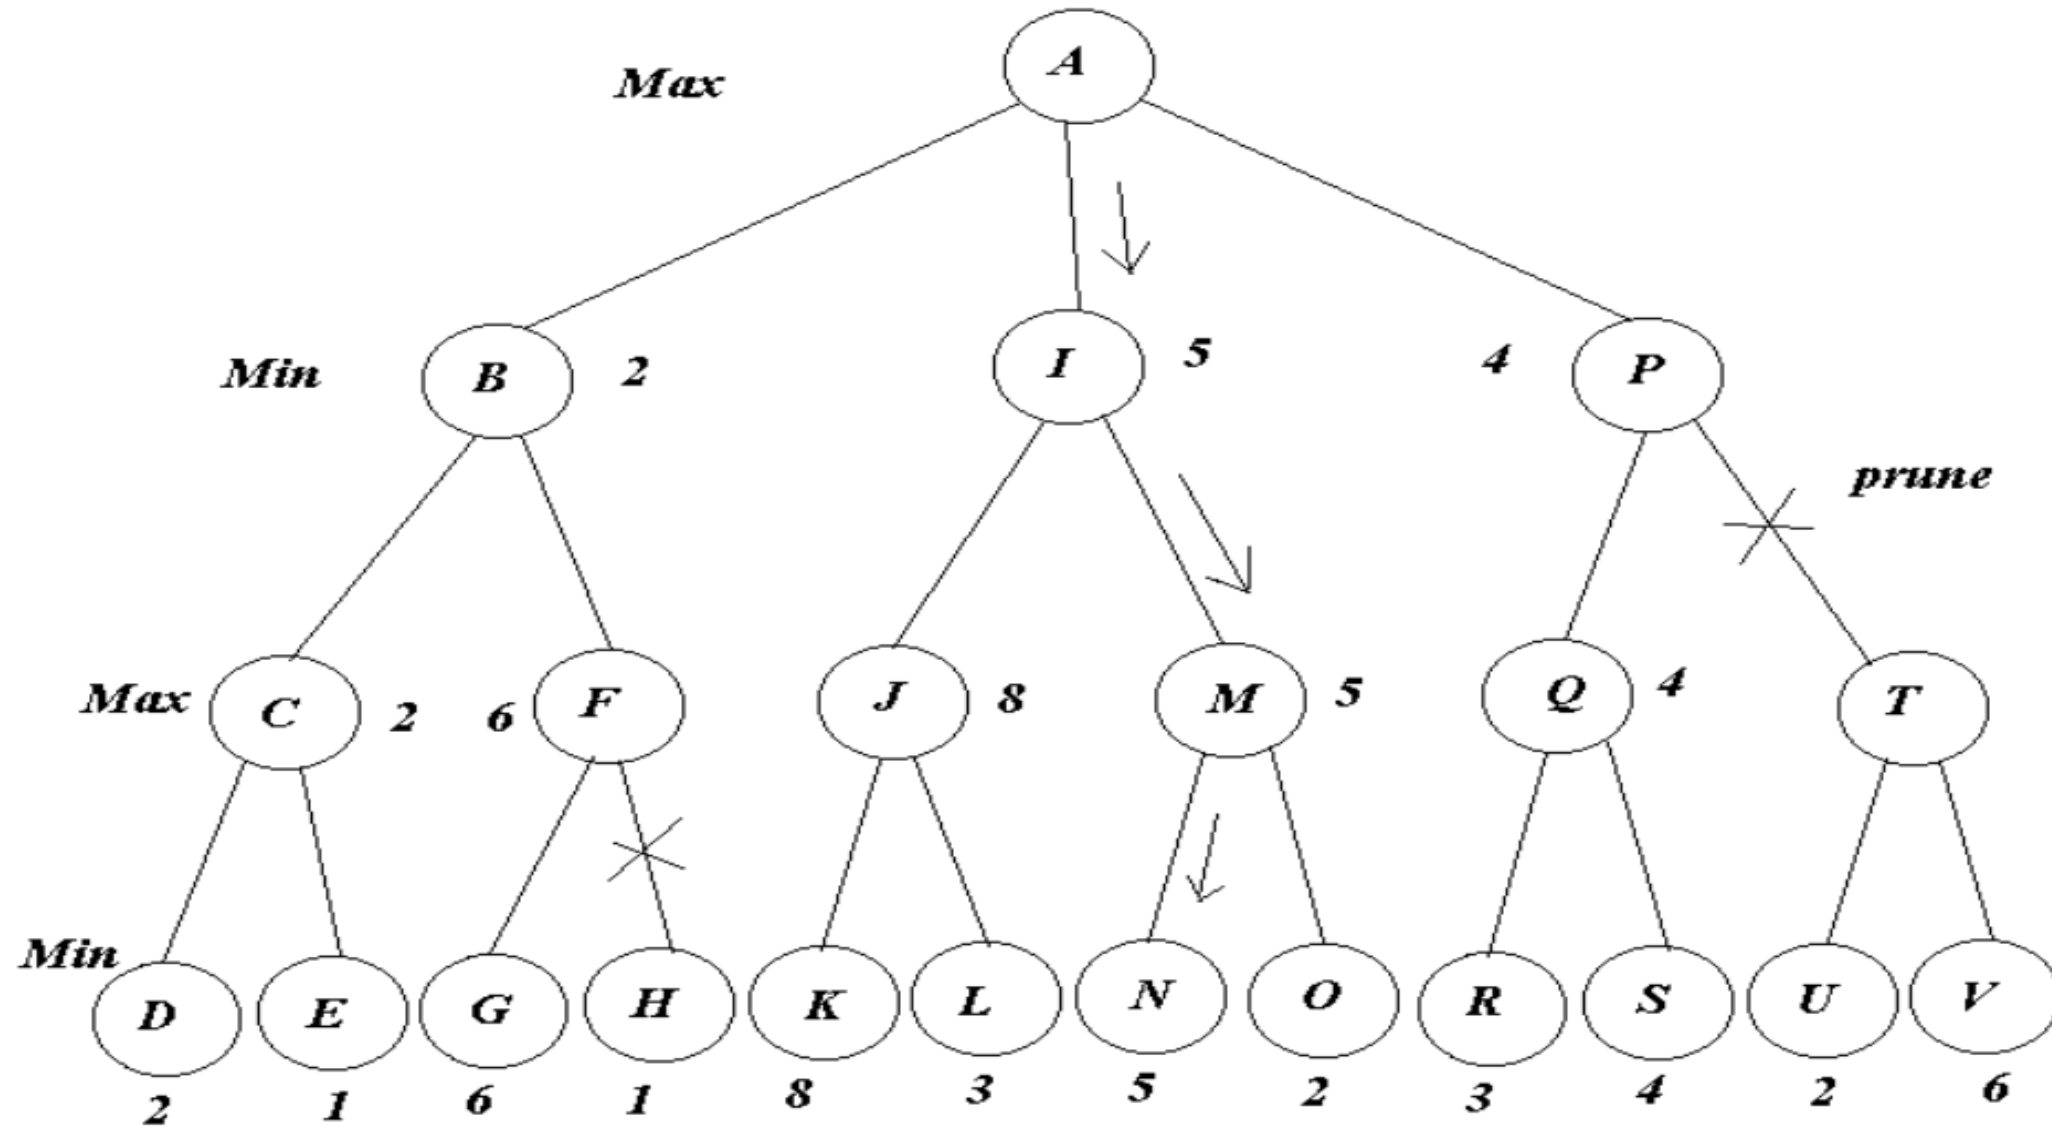 Max A
Min B 2 I 5 4 P
prune
Max C 2 6 F J 8 M 5 Q 4 T
Min D E G H K L N O R S U V
2 1 6 1 8 3 5 2 3 4 2 6